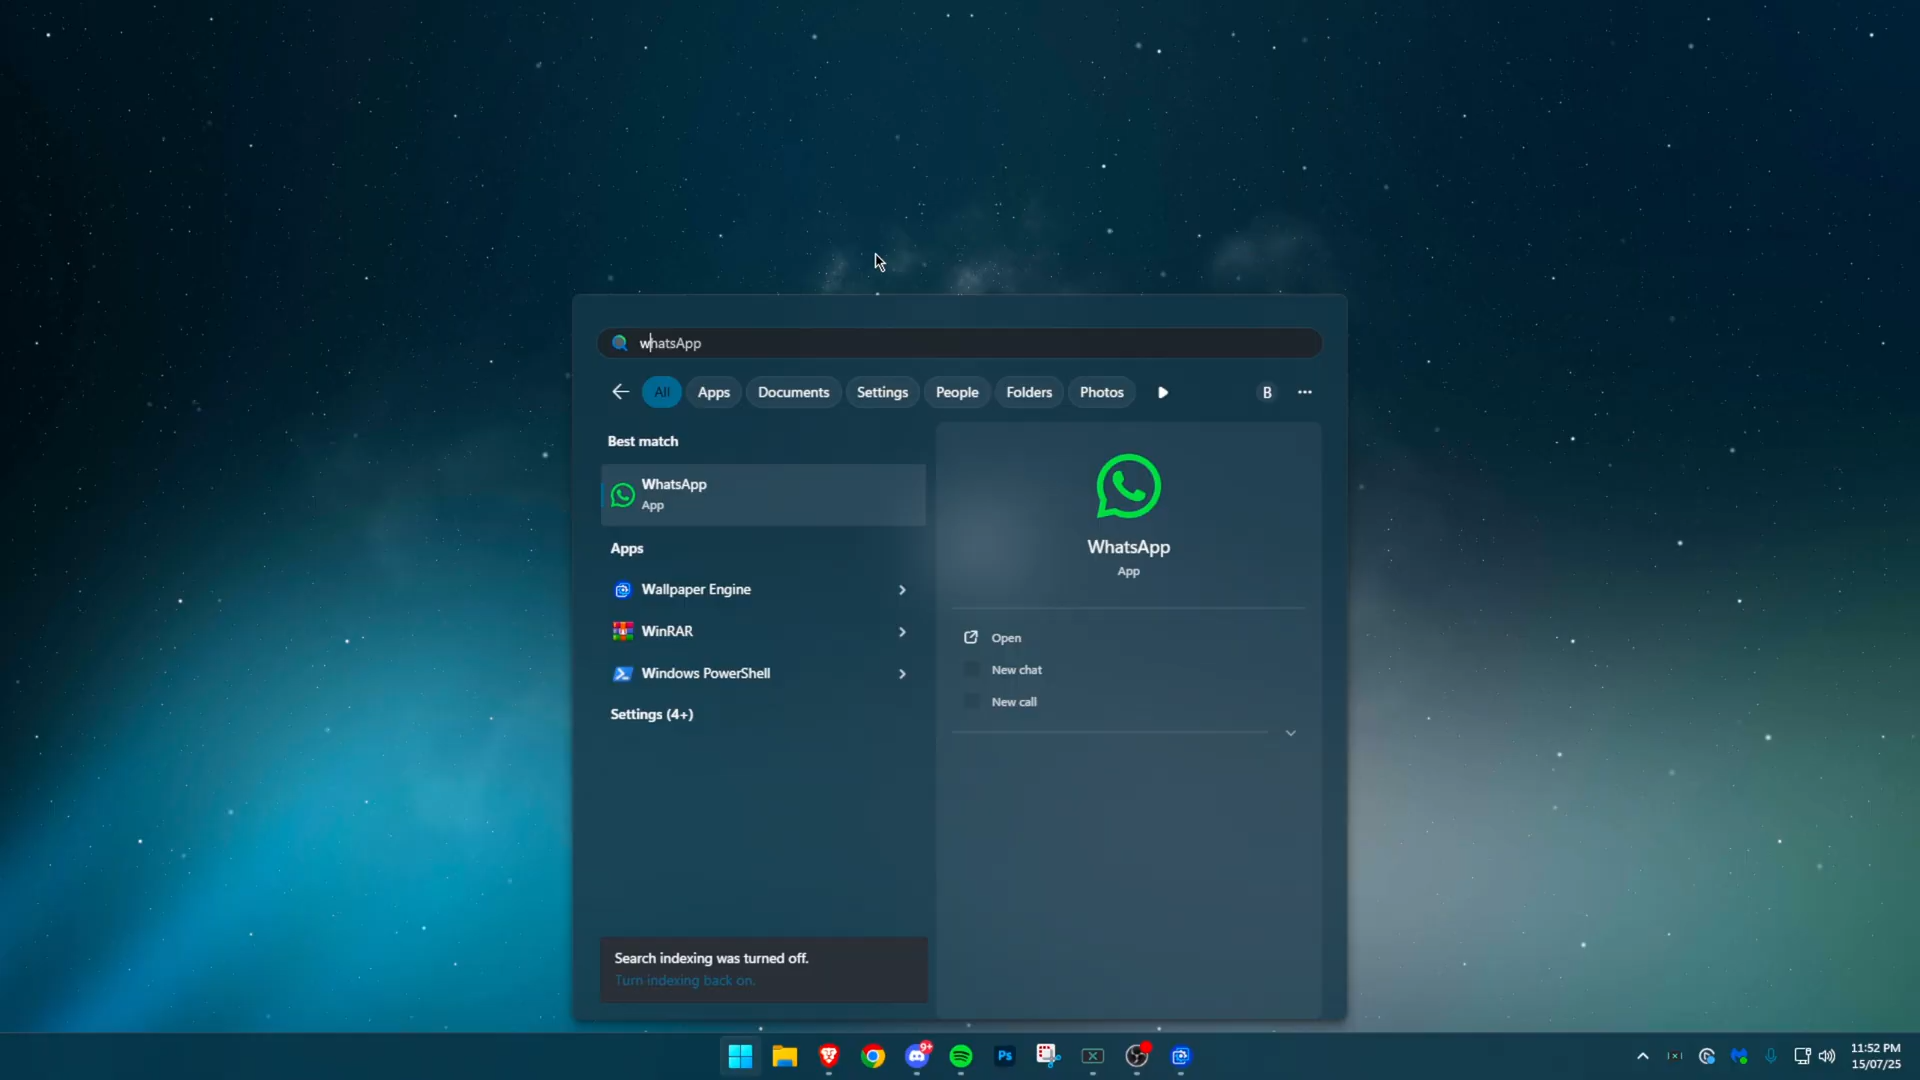 whatsApp
All Apps Documents Settings People Folders Photos B
Best match
WhatsApp
App
Apps
Wallpaper Engine
WinRAR
Windows PowerShell
Settings (4+)
Search indexing was turned off.
Turn indexing back on.
WhatsApp
App
Open
New chat
New call
9+
Ps
11:52 PM
15/07/25